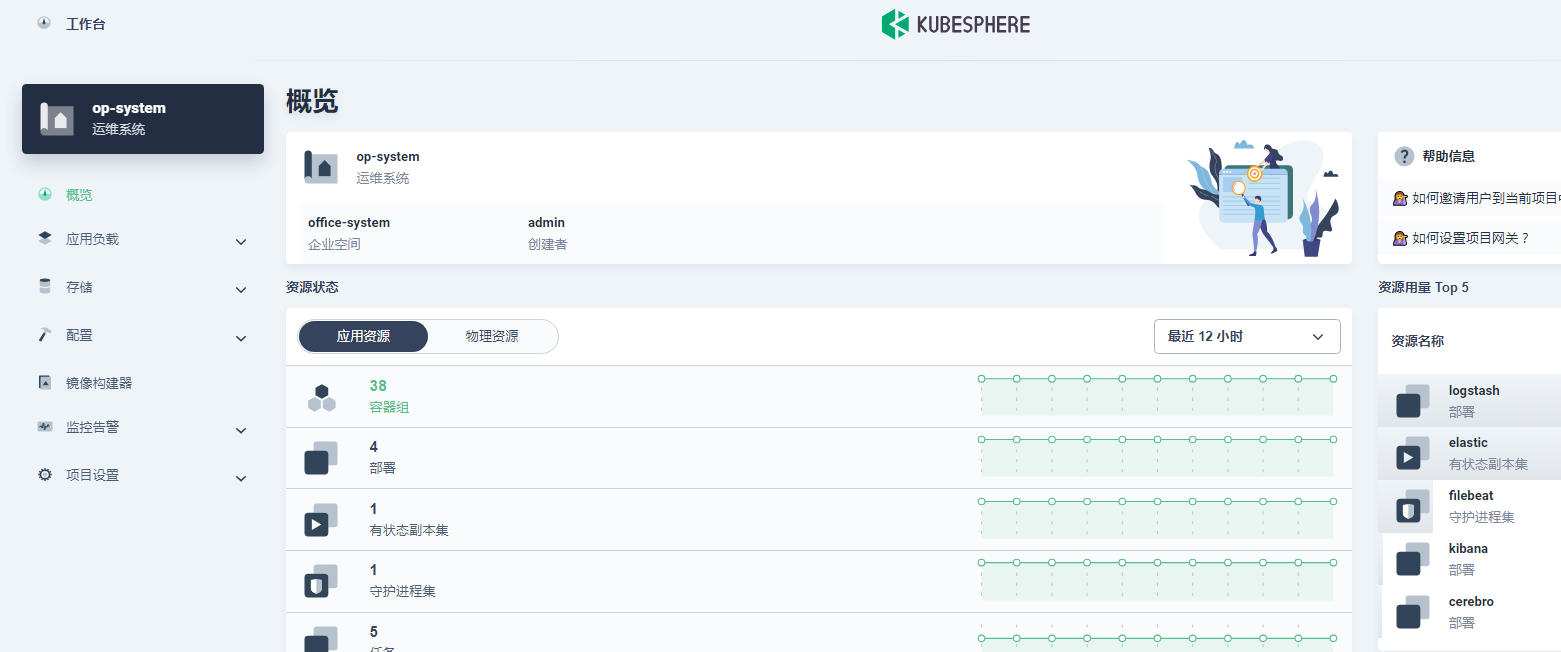 工作台
KUBESPHERE
op-system
运维系统
概览
应用负载
存储
配置
镜像构建器
监控告警
项目设置
概览
op-system
运维系统
office-system
企业空间
admin
创建者
资源状态
应用资源
物理资源
最近 12 小时
38
容器组
4
部署
1
有状态副本集
1
守护进程集
5
任务
? 帮助信息
如何邀请用户到当前项目中
如何设置项目网关？
资源用量 Top 5
资源名称
logstash
部署
elastic
有状态副本集
filebeat
守护进程集
kibana
部署
cerebro
部署